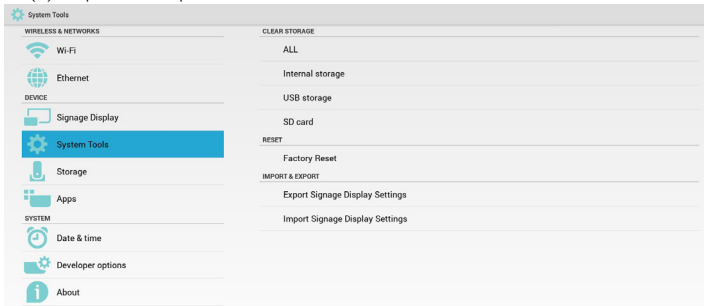 System Tools
WIRELESS & NETWORKS
Wi-Fi
Ethernet
DEVICE
Signage Display
System Tools
Storage
Apps
SYSTEM
Date & time
Developer options
About
CLEAR STORAGE
ALL
Internal storage
USB storage
SD card
RESET
Factory Reset
IMPORT & EXPORT
Export Signage Display Settings
Import Signage Display Settings